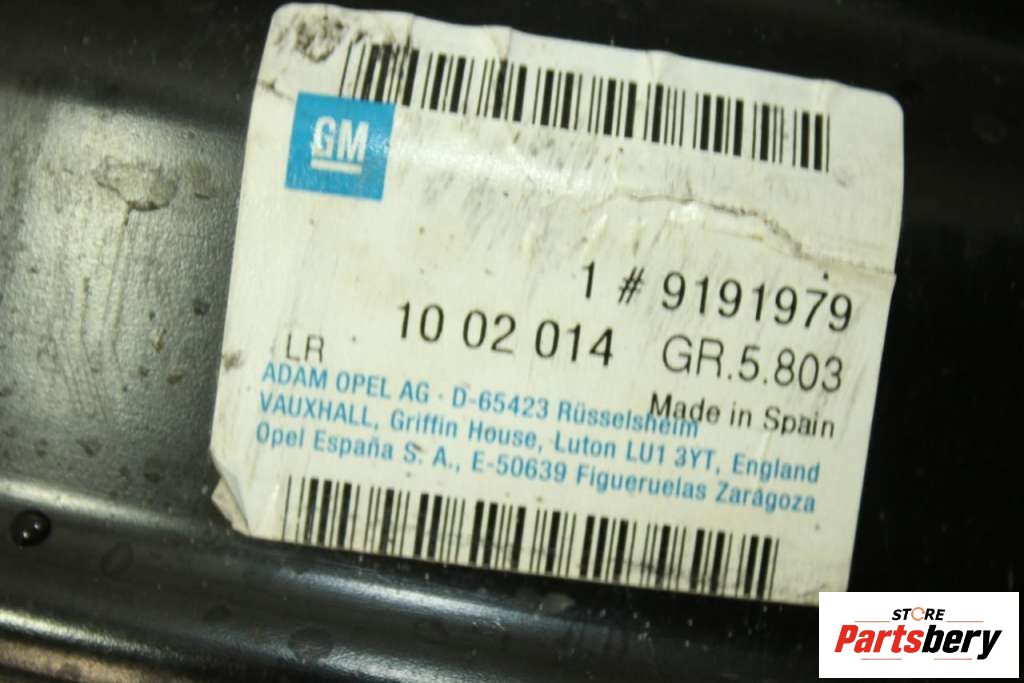 GM
1 # 9191979
LR 10 02 014 GR.5.803
Made in Spain
ADAM OPEL AG · D-65423 Rüsselsheim
VAUXHALL, Griffin House, Luton LU1 3YT, England
Opel España S. A., E-50639 Figueruelas Zaragoza
STORE
Partsbery